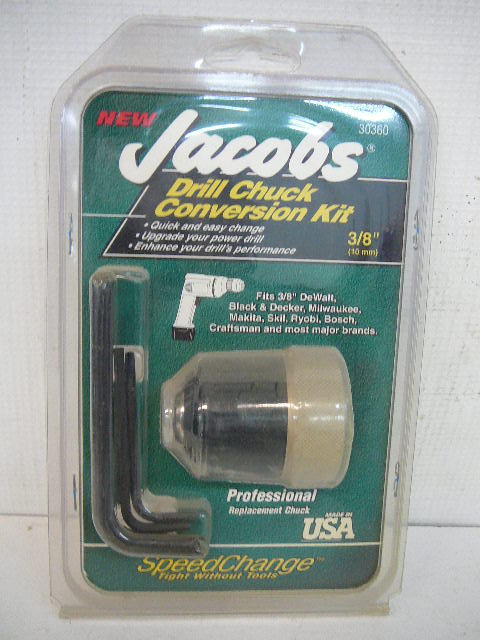 NEW
30360
Jacobs®
Drill Chuck
Conversion Kit
• Quick and easy change
• Upgrade your power drill
• Enhance your drill's performance
3/8"
(10 mm)
Fits 3/8" DeWalt,
Black & Decker, Milwaukee,
Makita, Skil, Ryobi, Bosch,
Craftsman and most major brands.
Professional
Replacement Chuck
MADE IN
USA
SpeedChange™
Tight Without Tools